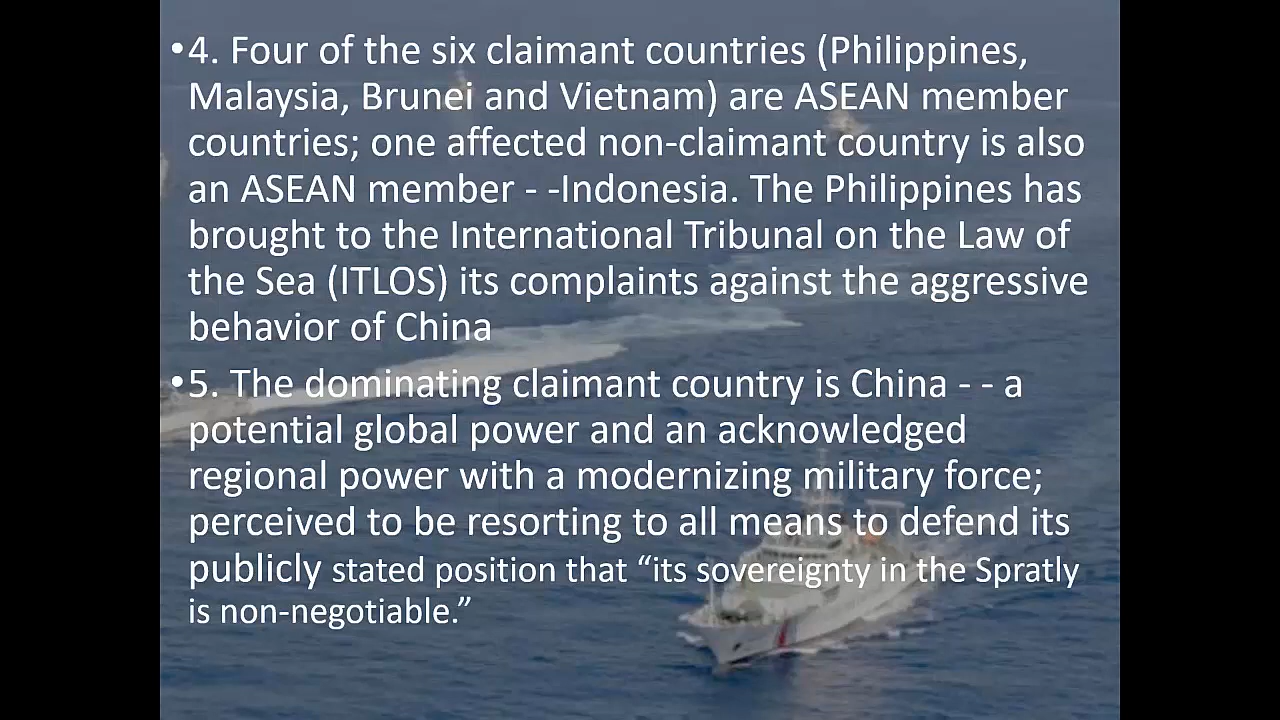 •4. Four of the six claimant countries (Philippines,
Malaysia, Brunei and Vietnam) are ASEAN member
countries; one affected non-claimant country is also
an ASEAN member - -Indonesia. The Philippines has
brought to the International Tribunal on the Law of
the Sea (ITLOS) its complaints against the aggressive
behavior of China
•5. The dominating claimant country is China - - a
potential global power and an acknowledged
regional power with a modernizing military force;
perceived to be resorting to all means to defend its
publicly stated position that “its sovereignty in the Spratly
is non-negotiable.”